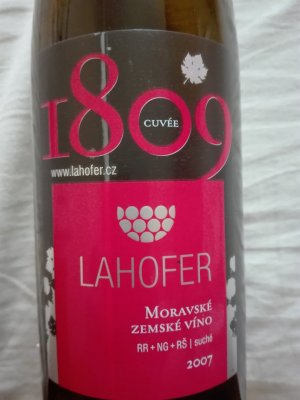 1809
CUVÉE
www.lahofer.cz
LAHOFER
MORAVSKÉ
ZEMSKÉ VÍNO
RR + NG + RŠ | suché
2007